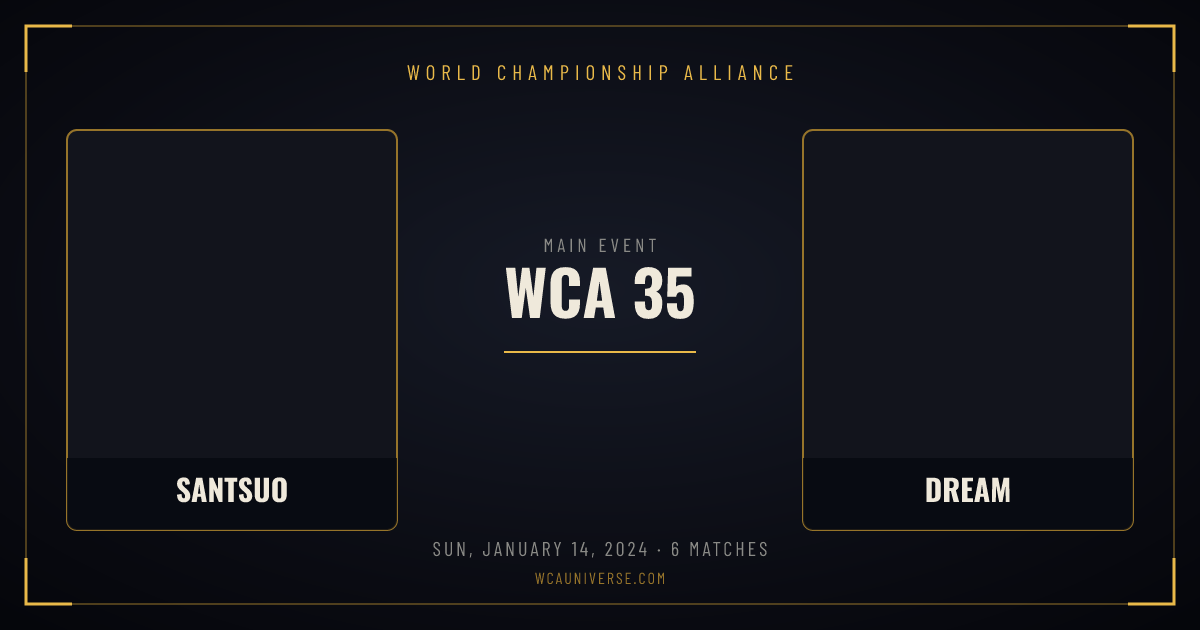 WORLD CHAMPIONSHIP ALLIANCE
MAIN EVENT
WCA 35
SANTSUO
DREAM
SUN, JANUARY 14, 2024 · 6 MATCHES
WCAUNIVERSE.COM